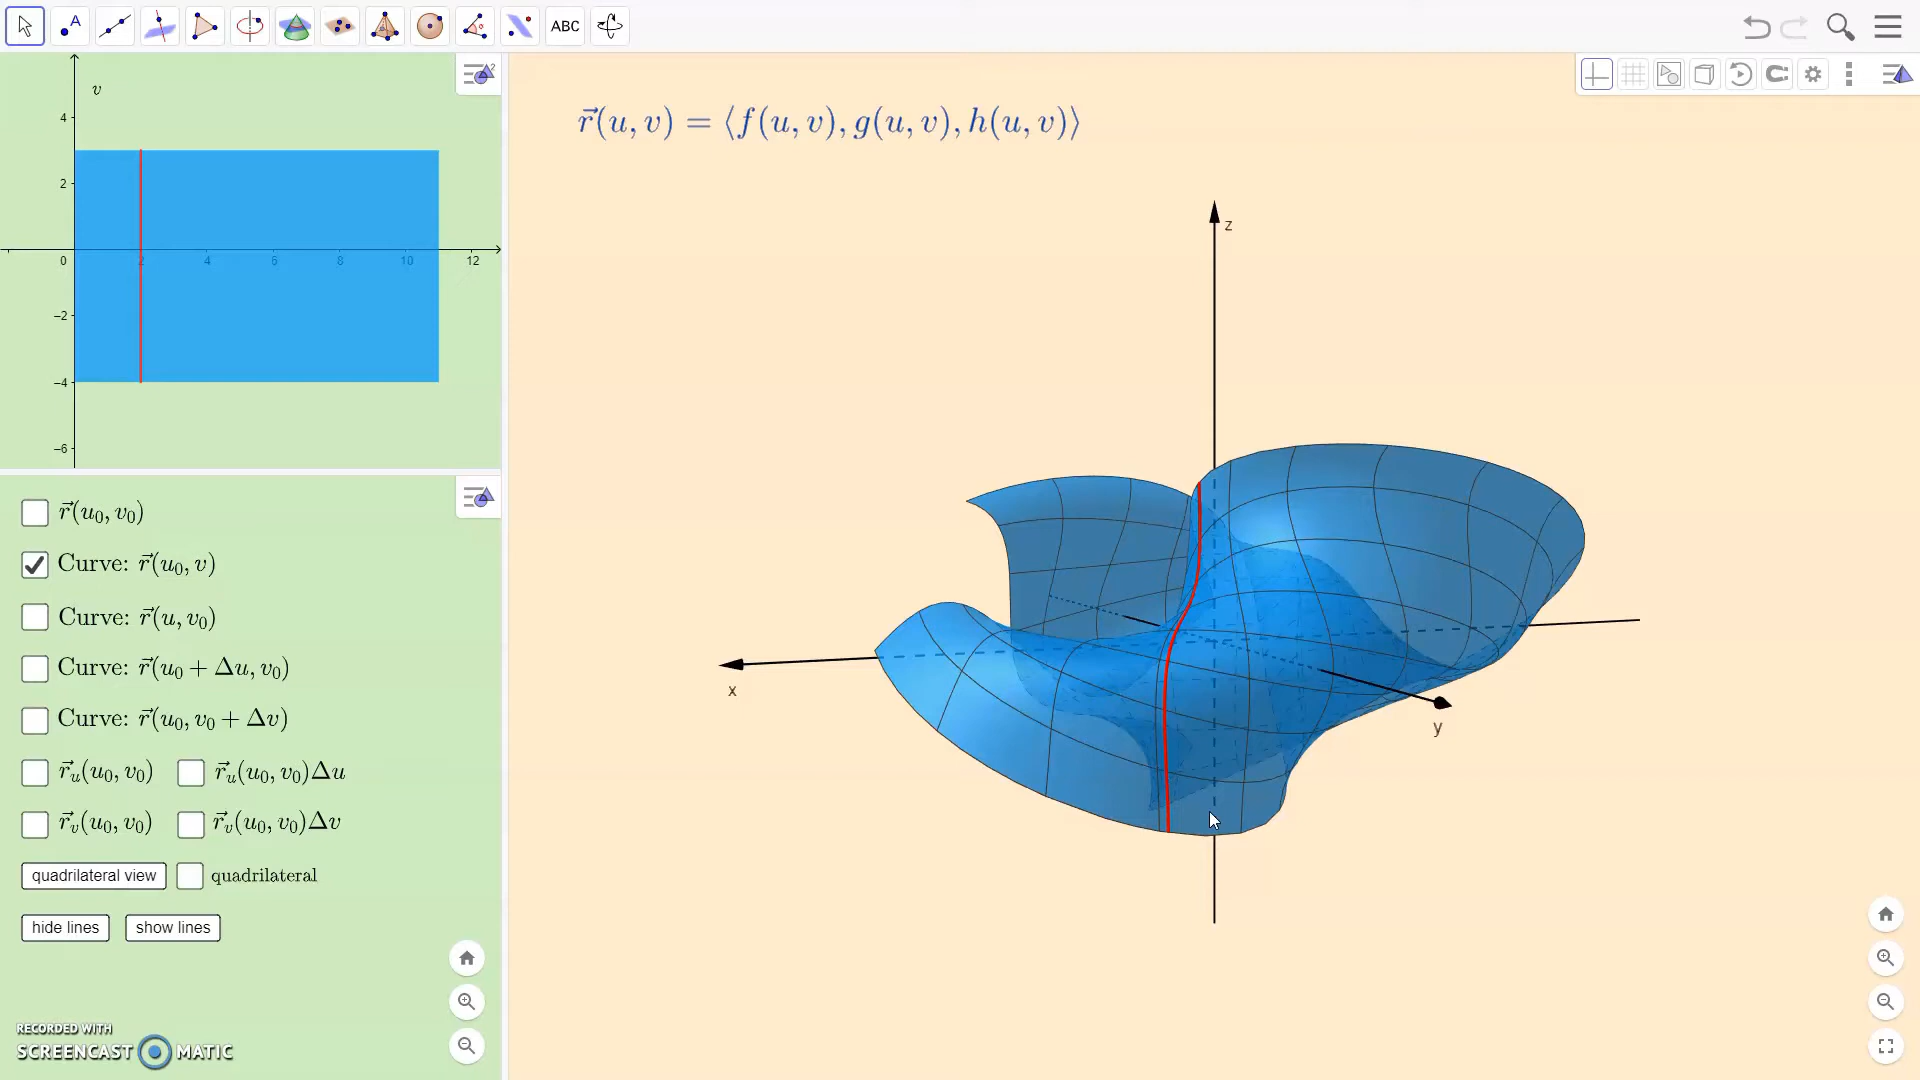 ABC
v
4
2
0 2 4 6 8 10 12
−2
−4
−6
r⃗(u, v) = ⟨f(u, v), g(u, v), h(u, v)⟩
z
x
y
r⃗(u₀, v₀)
Curve: r⃗(u₀, v)
Curve: r⃗(u, v₀)
Curve: r⃗(u₀ + Δu, v₀)
Curve: r⃗(u₀, v₀ + Δv)
r⃗ᵤ(u₀, v₀) r⃗ᵤ(u₀, v₀)Δu
r⃗ᵥ(u₀, v₀) r⃗ᵥ(u₀, v₀)Δv
quadrilateral view quadrilateral
hide lines show lines
RECORDED WITH
SCREENCAST MATIC